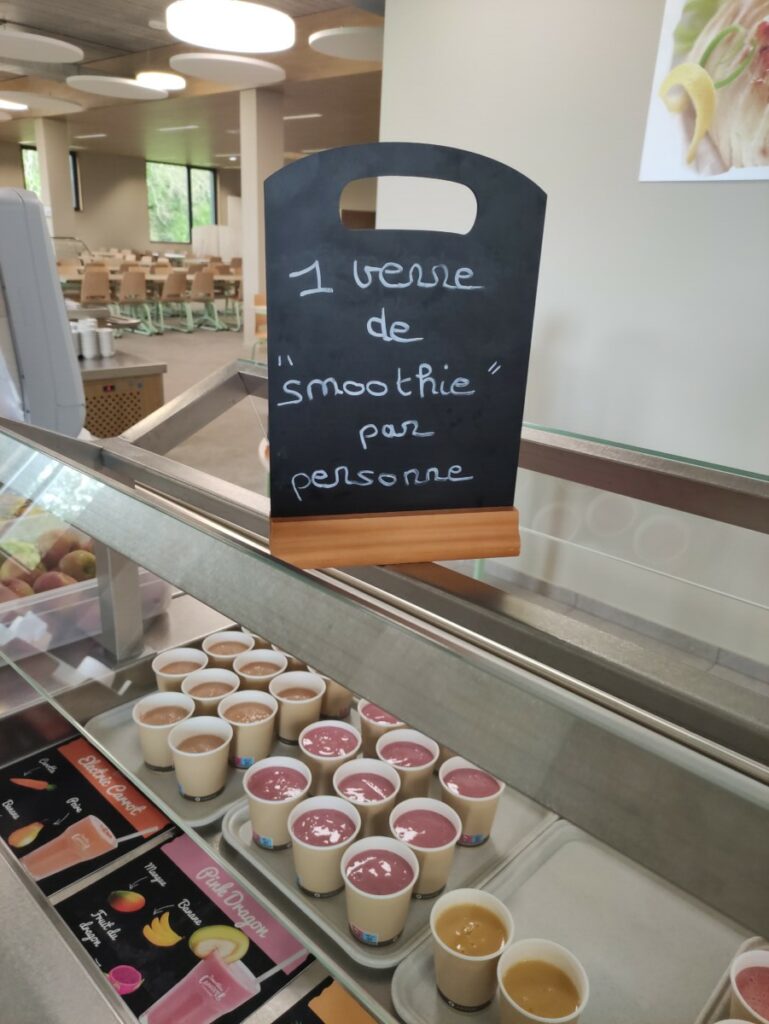 1 verre
de
"smoothie"
par
personne
Electric Carrot
Carotte
Poire
Banane
Pink Dragon
Mangue
Banane
Fruit du
dragon